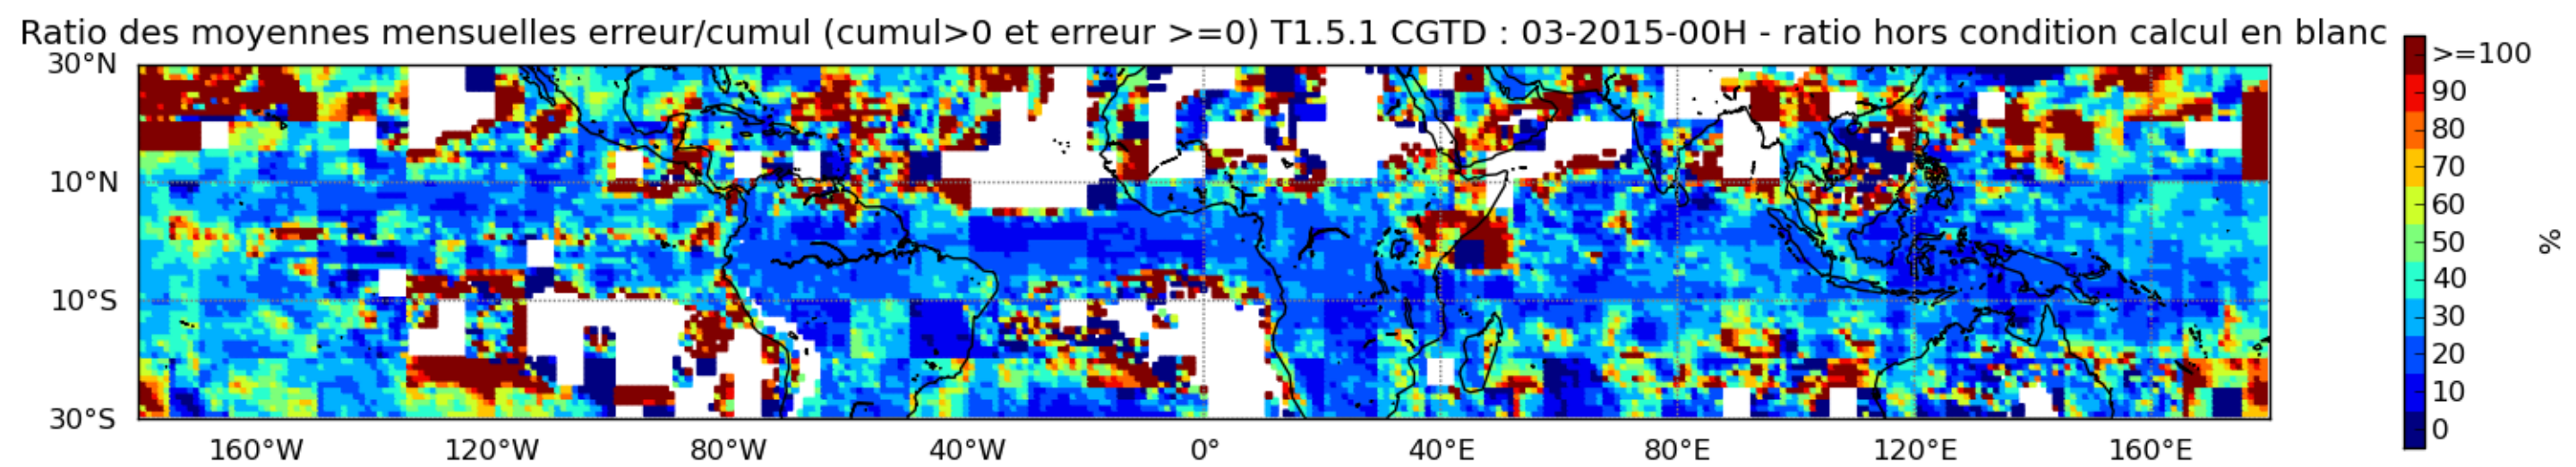 Ratio des moyennes mensuelles erreur/cumul (cumul>0 et erreur >=0) T1.5.1 CGTD : 03-2015-00H - ratio hors condition calcul en blanc
30°N
10°N
10°S
30°S
160°W 120°W 80°W 40°W 0° 40°E 80°E 120°E 160°E
>=100
90
80
70
60
50
40
30
20
10
0
%